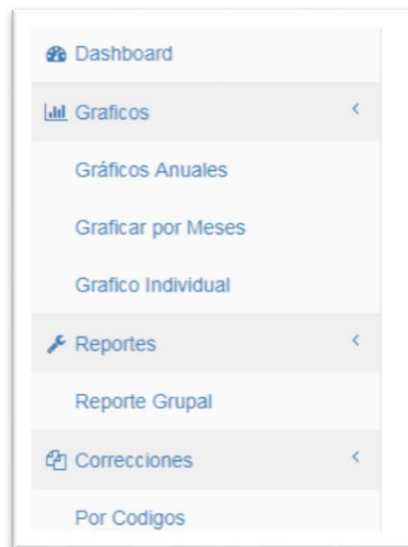 Dashboard
Graficos
Gráficos Anuales
Graficar por Meses
Grafico Individual
Reportes
Reporte Grupal
Correcciones
Por Codigos